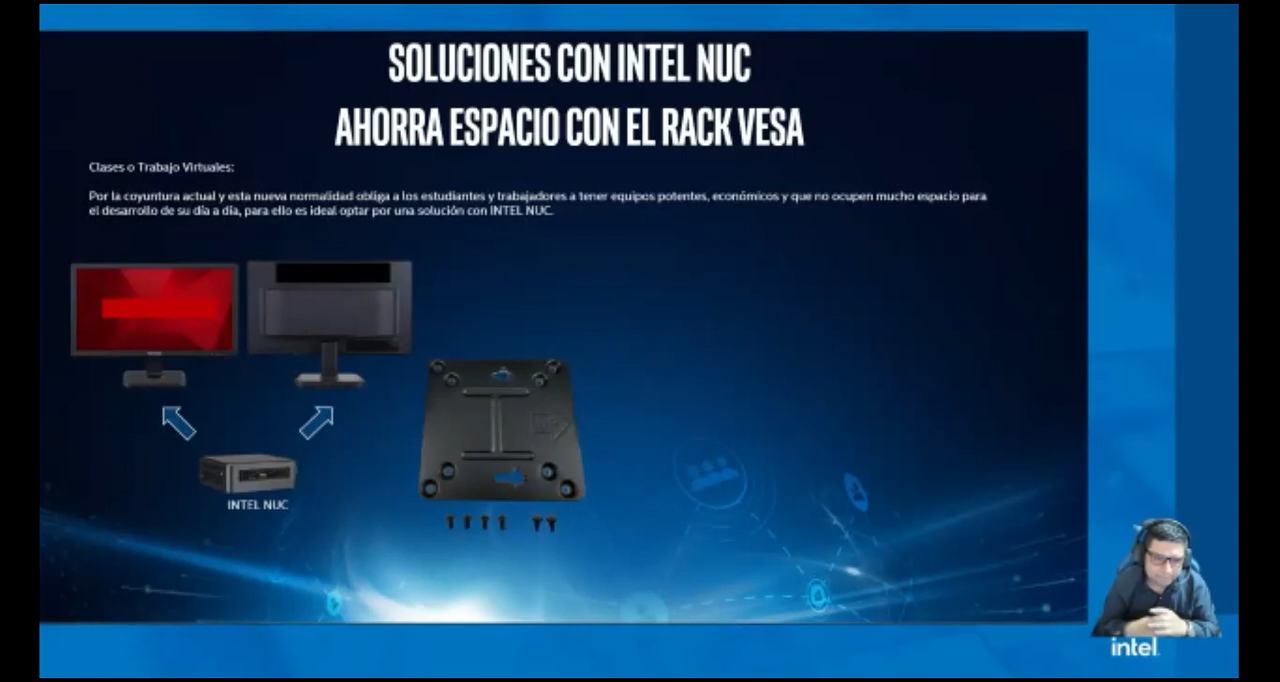 SOLUCIONES CON INTEL NUC
AHORRA ESPACIO CON EL RACK VESA
Clases o Trabajo Virtuales:
Por la coyuntura actual y esta nueva normalidad obliga a los estudiantes y trabajadores a tener equipos potentes, económicos y que no ocupen mucho espacio para
el desarrollo de su día a día, para ello es ideal optar por una solución con INTEL NUC.
INTEL NUC
intel.